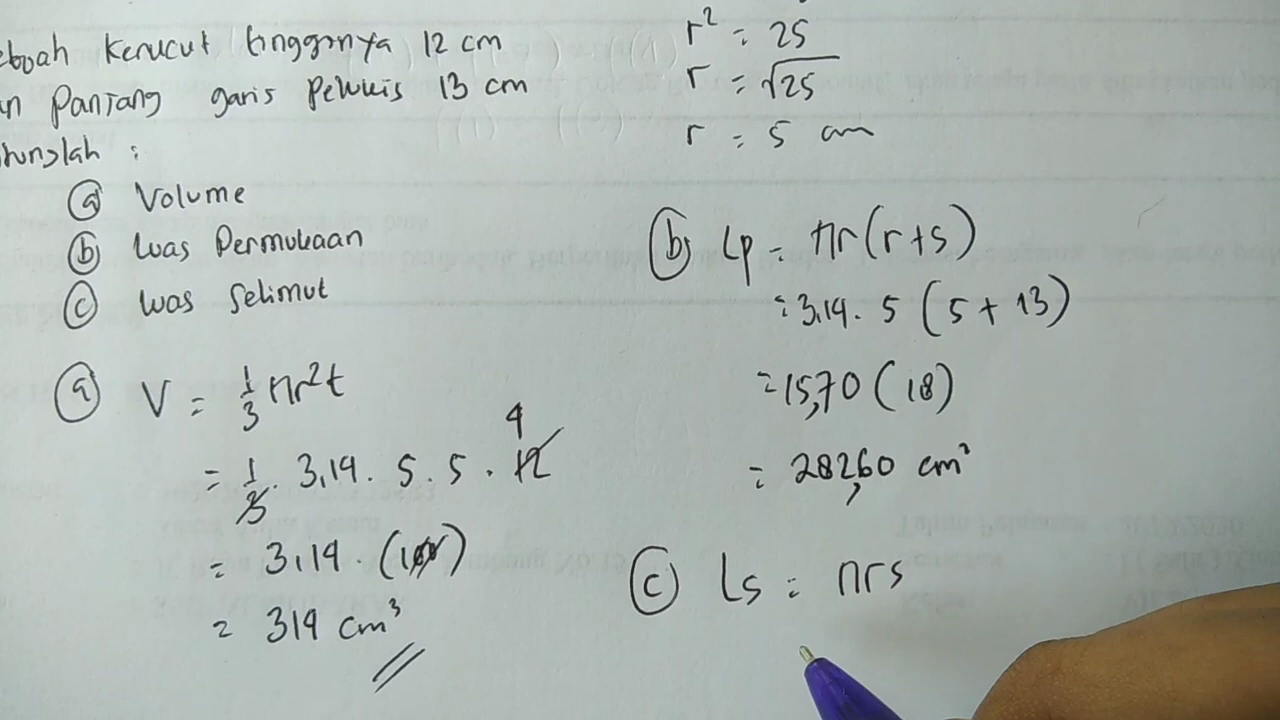 ebuah kerucut tingginya 12 cm
an panjang garis pelukis 13 cm
hitunglah :
(a) Volume
(b) luas permukaan
(c) luas selimut
(a) V = 1/3 πr²t
= 1/3 . 3,14 . 5 . 5 . 12 4
= 3,14 . (100)
= 314 cm³
r² = 25
r = √25
r = 5 cm
(b) Lp = πr(r+s)
= 3,14 . 5 (5 + 13)
= 15,70 (18)
= 282,60 cm²
(c) Ls = πrs